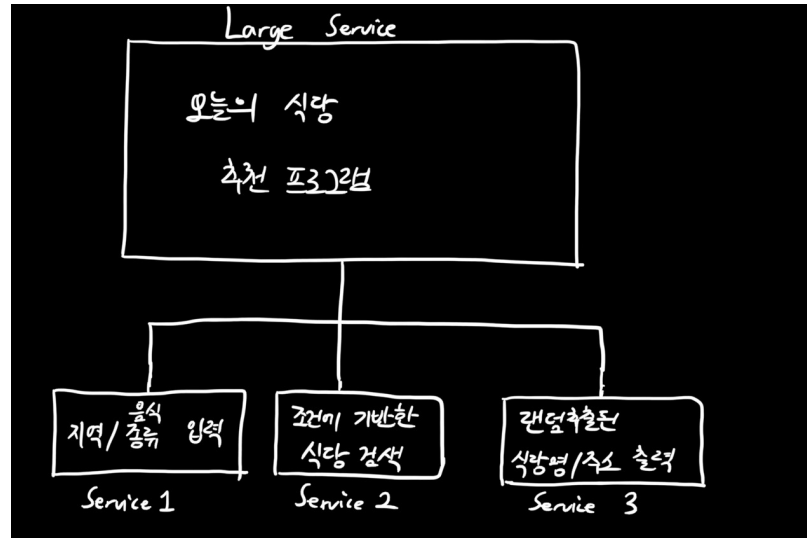 Large Service
오늘의 식당
추천 프로그램
지역/음식종류 입력
Service 1
조건에 기반한
식당 검색
Service 2
랜덤추출된
식당명/주소 출력
Service 3